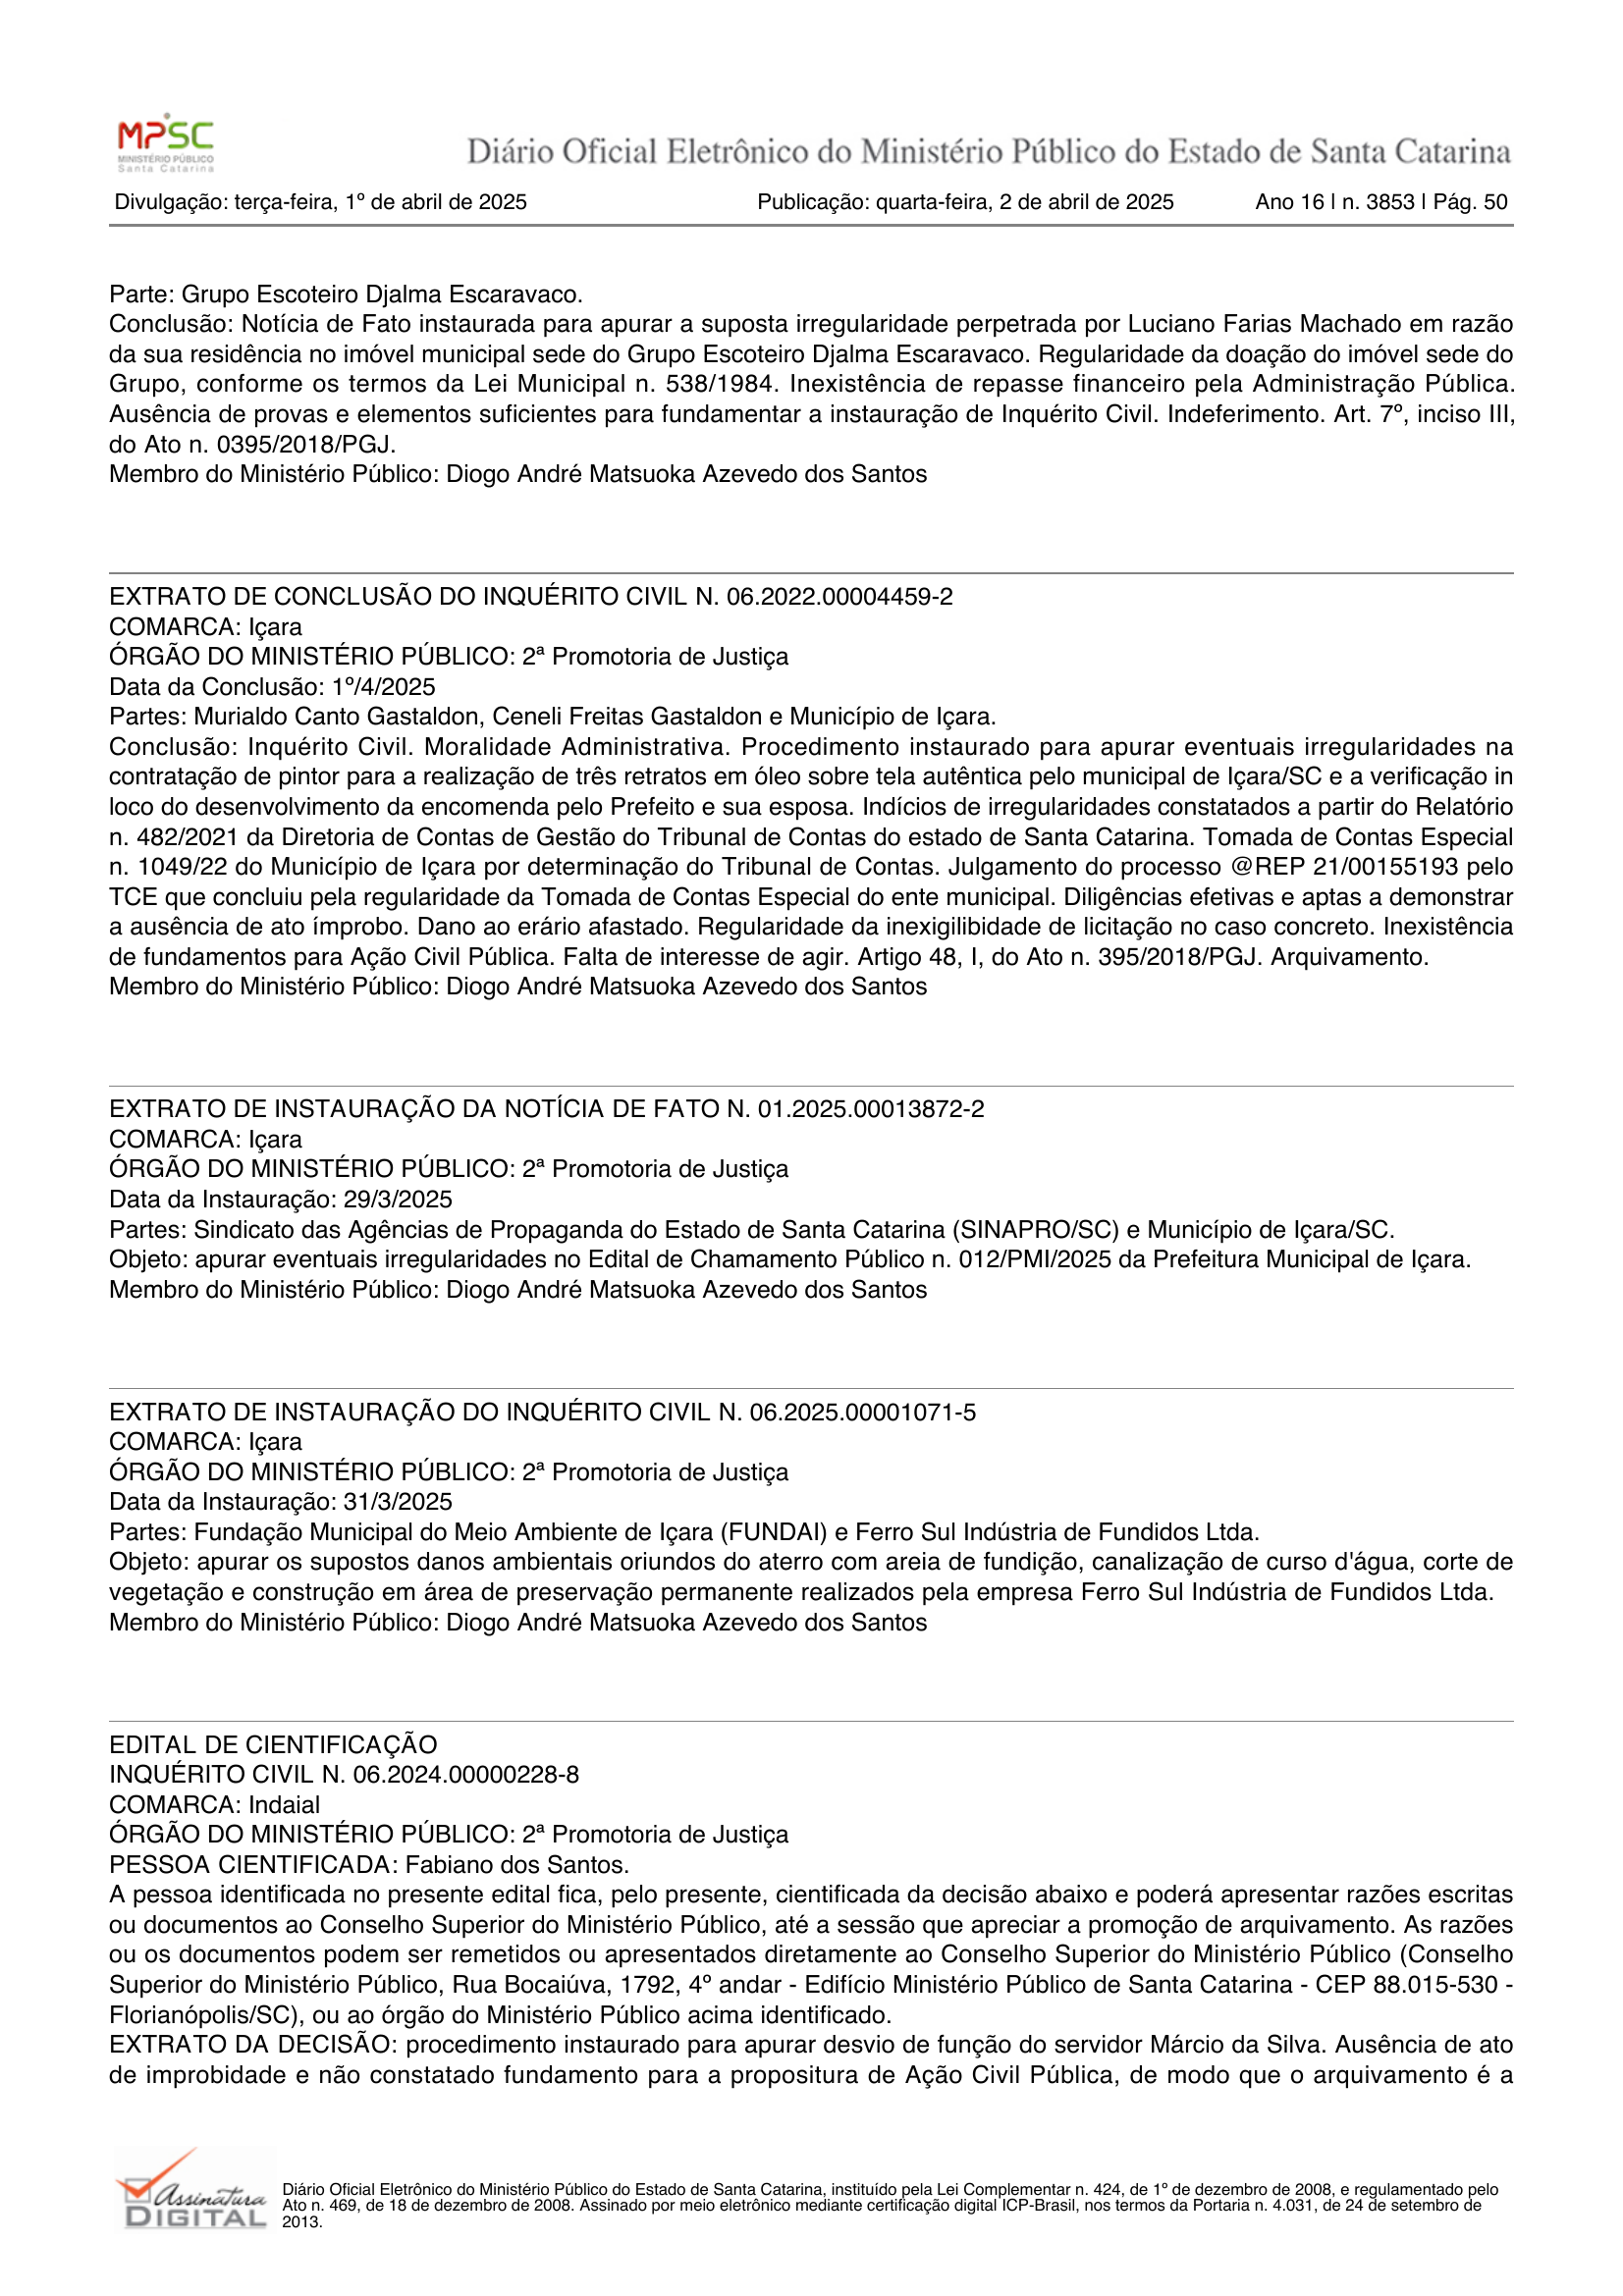 MPSC
MINISTÉRIO PÚBLICO
Santa Catarina
Diário Oficial Eletrônico do Ministério Público do Estado de Santa Catarina
Divulgação: terça-feira, 1º de abril de 2025 Publicação: quarta-feira, 2 de abril de 2025 Ano 16 | n. 3853 | Pág. 50
Parte: Grupo Escoteiro Djalma Escaravaco.
Conclusão: Notícia de Fato instaurada para apurar a suposta irregularidade perpetrada por Luciano Farias Machado em razão
da sua residência no imóvel municipal sede do Grupo Escoteiro Djalma Escaravaco. Regularidade da doação do imóvel sede do
Grupo, conforme os termos da Lei Municipal n. 538/1984. Inexistência de repasse financeiro pela Administração Pública.
Ausência de provas e elementos suficientes para fundamentar a instauração de Inquérito Civil. Indeferimento. Art. 7º, inciso III,
do Ato n. 0395/2018/PGJ.
Membro do Ministério Público: Diogo André Matsuoka Azevedo dos Santos
EXTRATO DE CONCLUSÃO DO INQUÉRITO CIVIL N. 06.2022.00004459-2
COMARCA: Içara
ÓRGÃO DO MINISTÉRIO PÚBLICO: 2ª Promotoria de Justiça
Data da Conclusão: 1º/4/2025
Partes: Murialdo Canto Gastaldon, Ceneli Freitas Gastaldon e Município de Içara.
Conclusão: Inquérito Civil. Moralidade Administrativa. Procedimento instaurado para apurar eventuais irregularidades na
contratação de pintor para a realização de três retratos em óleo sobre tela autêntica pelo municipal de Içara/SC e a verificação in
loco do desenvolvimento da encomenda pelo Prefeito e sua esposa. Indícios de irregularidades constatados a partir do Relatório
n. 482/2021 da Diretoria de Contas de Gestão do Tribunal de Contas do estado de Santa Catarina. Tomada de Contas Especial
n. 1049/22 do Município de Içara por determinação do Tribunal de Contas. Julgamento do processo @REP 21/00155193 pelo
TCE que concluiu pela regularidade da Tomada de Contas Especial do ente municipal. Diligências efetivas e aptas a demonstrar
a ausência de ato ímprobo. Dano ao erário afastado. Regularidade da inexigilibidade de licitação no caso concreto. Inexistência
de fundamentos para Ação Civil Pública. Falta de interesse de agir. Artigo 48, I, do Ato n. 395/2018/PGJ. Arquivamento.
Membro do Ministério Público: Diogo André Matsuoka Azevedo dos Santos
EXTRATO DE INSTAURAÇÃO DA NOTÍCIA DE FATO N. 01.2025.00013872-2
COMARCA: Içara
ÓRGÃO DO MINISTÉRIO PÚBLICO: 2ª Promotoria de Justiça
Data da Instauração: 29/3/2025
Partes: Sindicato das Agências de Propaganda do Estado de Santa Catarina (SINAPRO/SC) e Município de Içara/SC.
Objeto: apurar eventuais irregularidades no Edital de Chamamento Público n. 012/PMI/2025 da Prefeitura Municipal de Içara.
Membro do Ministério Público: Diogo André Matsuoka Azevedo dos Santos
EXTRATO DE INSTAURAÇÃO DO INQUÉRITO CIVIL N. 06.2025.00001071-5
COMARCA: Içara
ÓRGÃO DO MINISTÉRIO PÚBLICO: 2ª Promotoria de Justiça
Data da Instauração: 31/3/2025
Partes: Fundação Municipal do Meio Ambiente de Içara (FUNDAI) e Ferro Sul Indústria de Fundidos Ltda.
Objeto: apurar os supostos danos ambientais oriundos do aterro com areia de fundição, canalização de curso d'água, corte de
vegetação e construção em área de preservação permanente realizados pela empresa Ferro Sul Indústria de Fundidos Ltda.
Membro do Ministério Público: Diogo André Matsuoka Azevedo dos Santos
EDITAL DE CIENTIFICAÇÃO
INQUÉRITO CIVIL N. 06.2024.00000228-8
COMARCA: Indaial
ÓRGÃO DO MINISTÉRIO PÚBLICO: 2ª Promotoria de Justiça
PESSOA CIENTIFICADA: Fabiano dos Santos.
A pessoa identificada no presente edital fica, pelo presente, cientificada da decisão abaixo e poderá apresentar razões escritas
ou documentos ao Conselho Superior do Ministério Público, até a sessão que apreciar a promoção de arquivamento. As razões
ou os documentos podem ser remetidos ou apresentados diretamente ao Conselho Superior do Ministério Público (Conselho
Superior do Ministério Público, Rua Bocaiúva, 1792, 4º andar - Edifício Ministério Público de Santa Catarina - CEP 88.015-530 -
Florianópolis/SC), ou ao órgão do Ministério Público acima identificado.
EXTRATO DA DECISÃO: procedimento instaurado para apurar desvio de função do servidor Márcio da Silva. Ausência de ato
de improbidade e não constatado fundamento para a propositura de Ação Civil Pública, de modo que o arquivamento é a
Assinatura
DIGITAL
Diário Oficial Eletrônico do Ministério Público do Estado de Santa Catarina, instituído pela Lei Complementar n. 424, de 1º de dezembro de 2008, e regulamentado pelo
Ato n. 469, de 18 de dezembro de 2008. Assinado por meio eletrônico mediante certificação digital ICP-Brasil, nos termos da Portaria n. 4.031, de 24 de setembro de
2013.